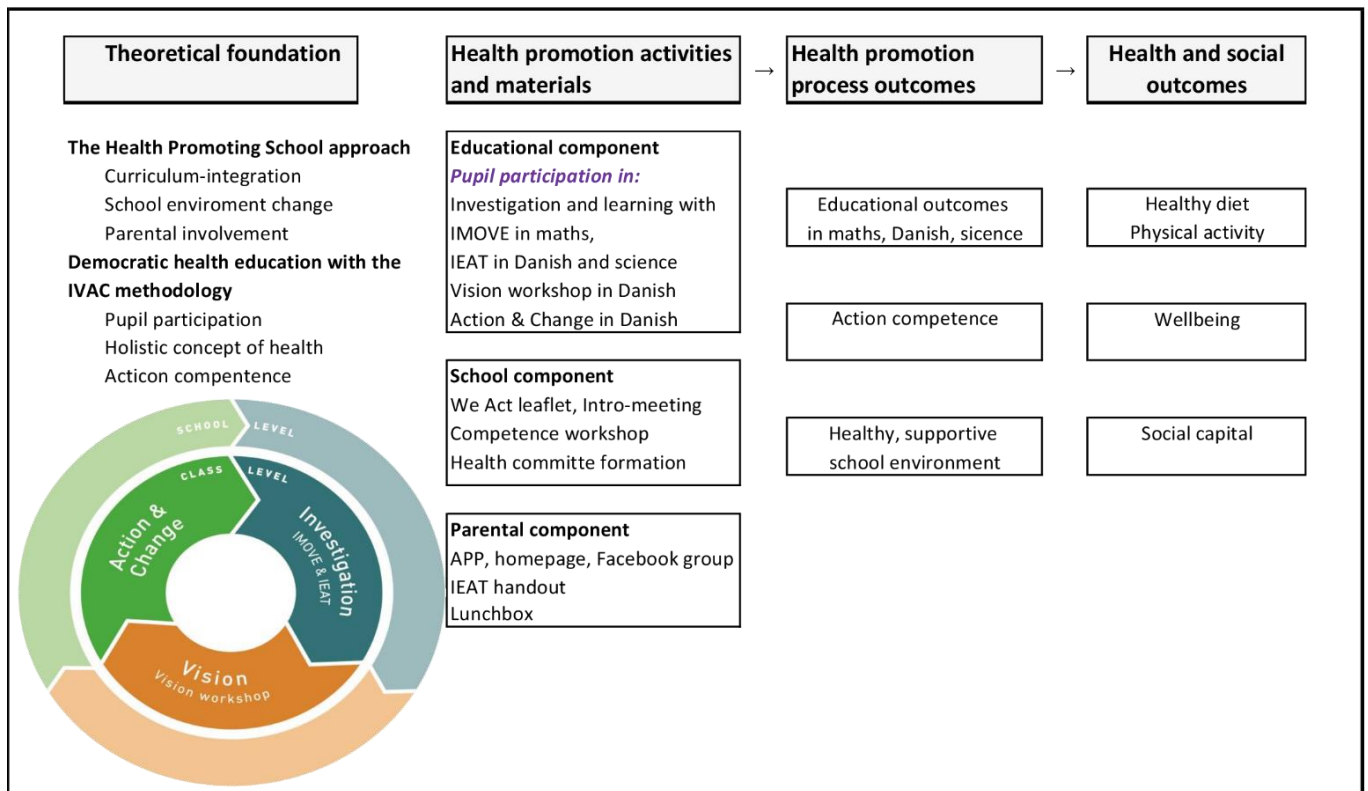 Theoretical foundation
The Health Promoting School approach
Curriculum-integration
School enviroment change
Parental involvement
Democratic health education with the
IVAC methodology
Pupil participation
Holistic concept of health
Acticon compentence
SCHOOL LEVEL
CLASS LEVEL
Action &
Change
Investigation
IMOVE & IEAT
Vision
Vision workshop
Health promotion activities
and materials
Educational component
Pupil participation in:
Investigation and learning with
IMOVE in maths,
IEAT in Danish and science
Vision workshop in Danish
Action & Change in Danish
School component
We Act leaflet, Intro-meeting
Competence workshop
Health committe formation
Parental component
APP, homepage, Facebook group
IEAT handout
Lunchbox
→
Health promotion
process outcomes
Educational outcomes
in maths, Danish, sicence
Action competence
Healthy, supportive
school environment
→
Health and social
outcomes
Healthy diet
Physical activity
Wellbeing
Social capital